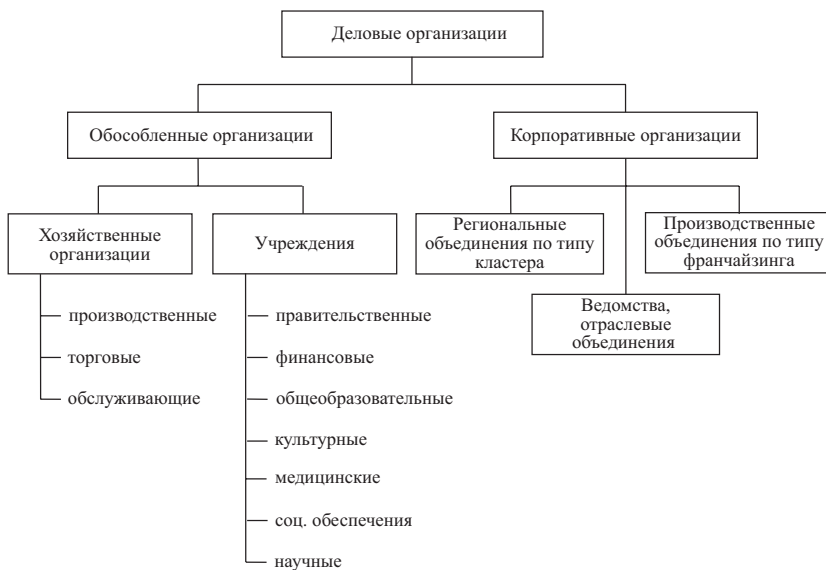 Деловые организации
Обособленные организации
Корпоративные организации
Хозяйственные
организации
Учреждения
Региональные
объединения по типу
кластера
Производственные
объединения по типу
франчайзинга
Ведомства,
отраслевые
объединения
производственные
торговые
обслуживающие
правительственные
финансовые
общеобразовательные
культурные
медицинские
соц. обеспечения
научные